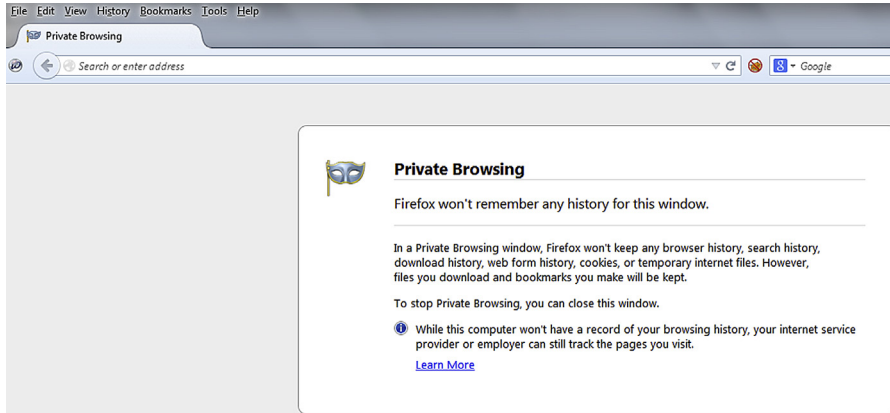 File Edit View History Bookmarks Tools Help
Private Browsing
Search or enter address
Google
Private Browsing
Firefox won't remember any history for this window.
In a Private Browsing window, Firefox won't keep any browser history, search history,
download history, web form history, cookies, or temporary internet files. However,
files you download and bookmarks you make will be kept.
To stop Private Browsing, you can close this window.
While this computer won't have a record of your browsing history, your internet service
provider or employer can still track the pages you visit.
Learn More